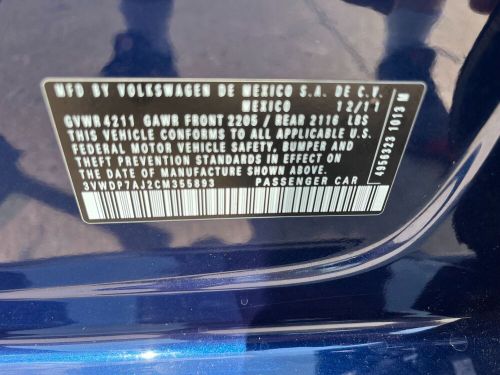 MFD BY VOLKSWAGEN DE MEXICO S.A. DE C.V.
MEXICO 12/11
GVWR 4211 GAWR FRONT 2205 / REAR 2116 LBS
THIS VEHICLE CONFORMS TO ALL APPLICABLE U.S.
FEDERAL MOTOR VEHICLE SAFETY, BUMPER AND
THEFT PREVENTION STANDARDS IN EFFECT ON
THE DATE OF MANUFACTURE SHOWN ABOVE.
3VWDP7AJ2CM355893 PASSENGER CAR
4956323 1013 M